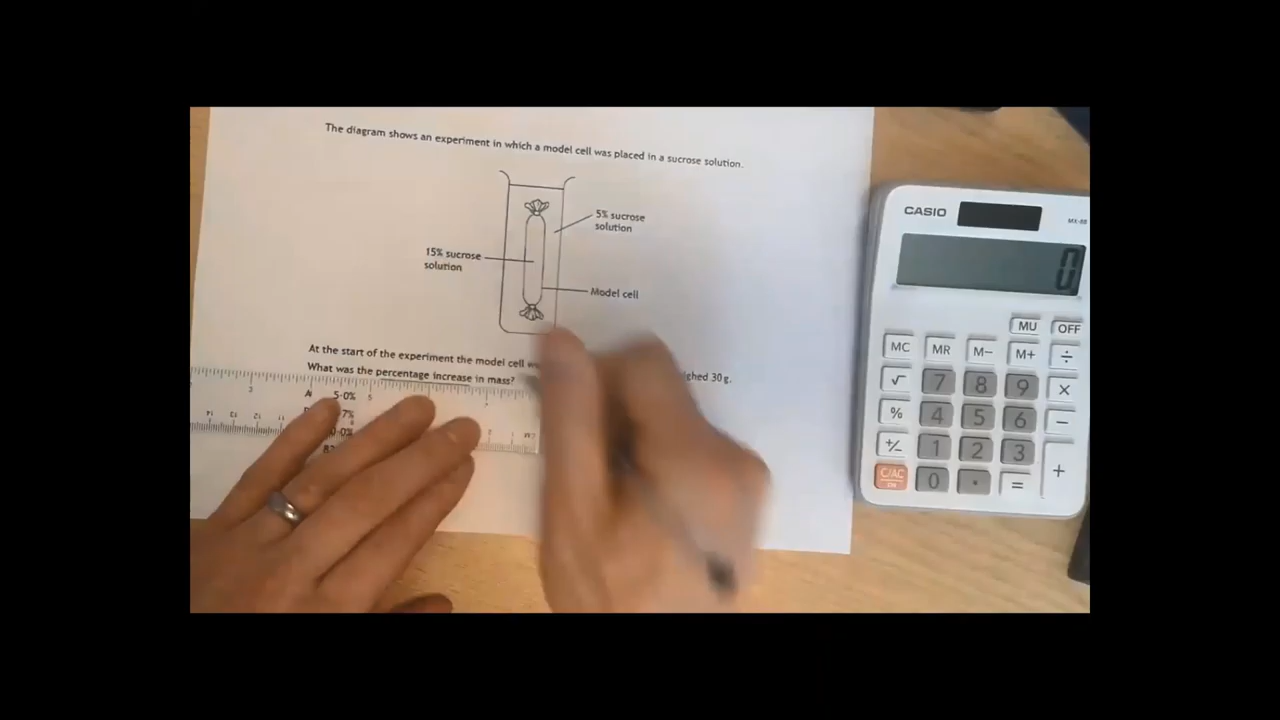 The diagram shows an experiment in which a model cell was placed in a sucrose solution.
5% sucrose
solution
15% sucrose
solution
Model cell
At the start of the experiment the model cell
30 g.
What was the percentage increase in mass?
A 5·0%
CASIO
0
MU OFF
MC MR M− M+ ÷
√ 7 8 9 ×
% 4 5 6 −
+/− 1 2 3 +
C/AC 0 · =